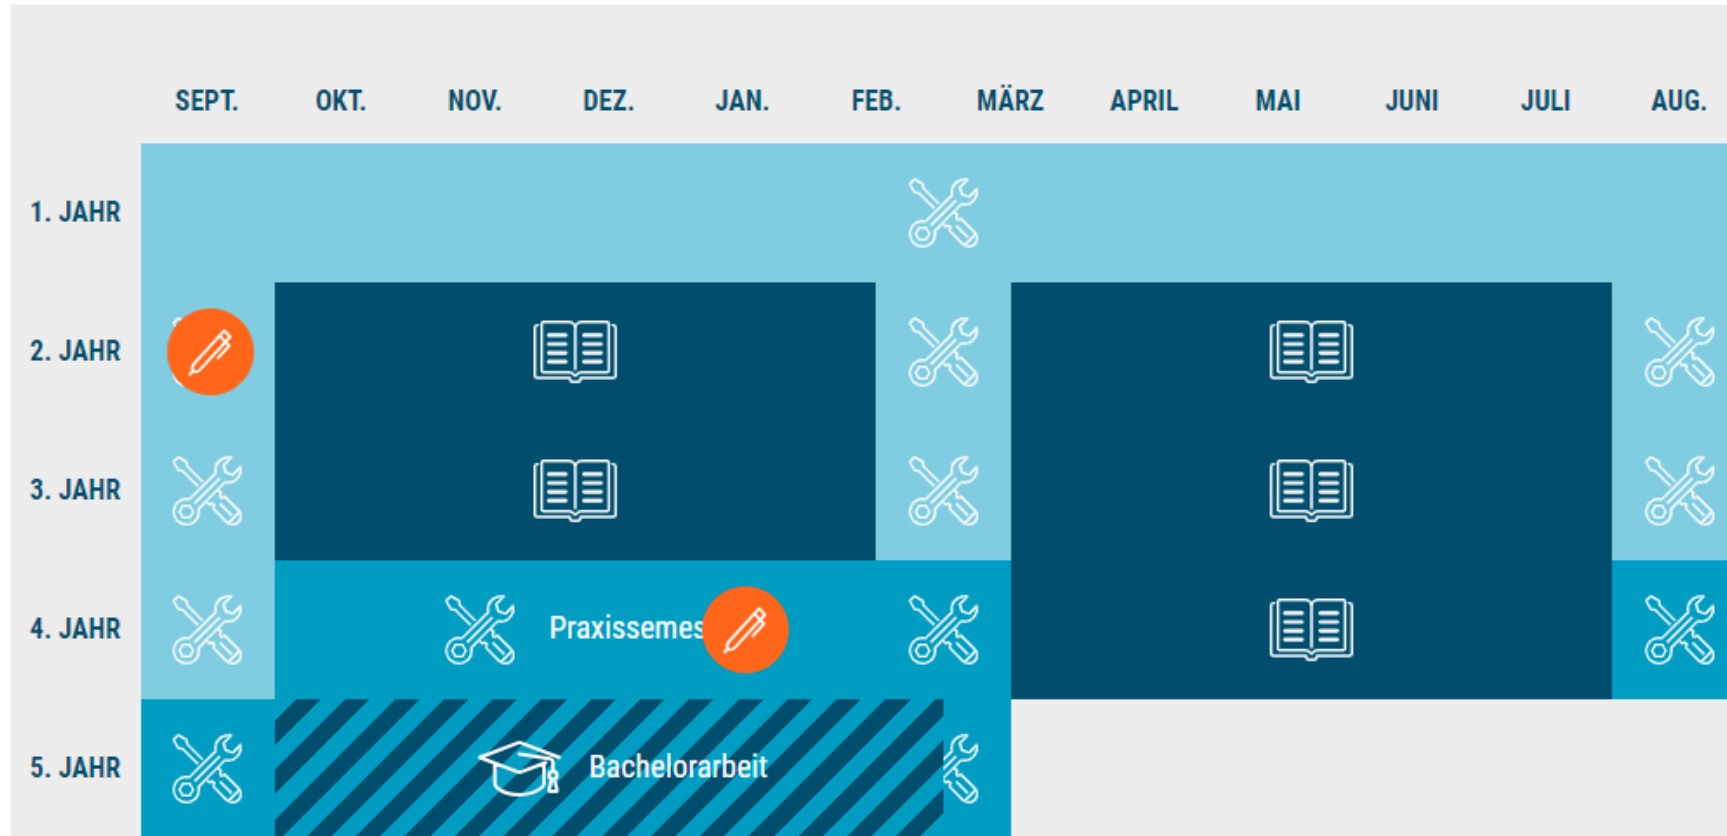 SEPT. OKT. NOV. DEZ. JAN. FEB. MÄRZ APRIL MAI JUNI JULI AUG.
1. JAHR
2. JAHR
3. JAHR
4. JAHR Praxissemes
5. JAHR Bachelorarbeit